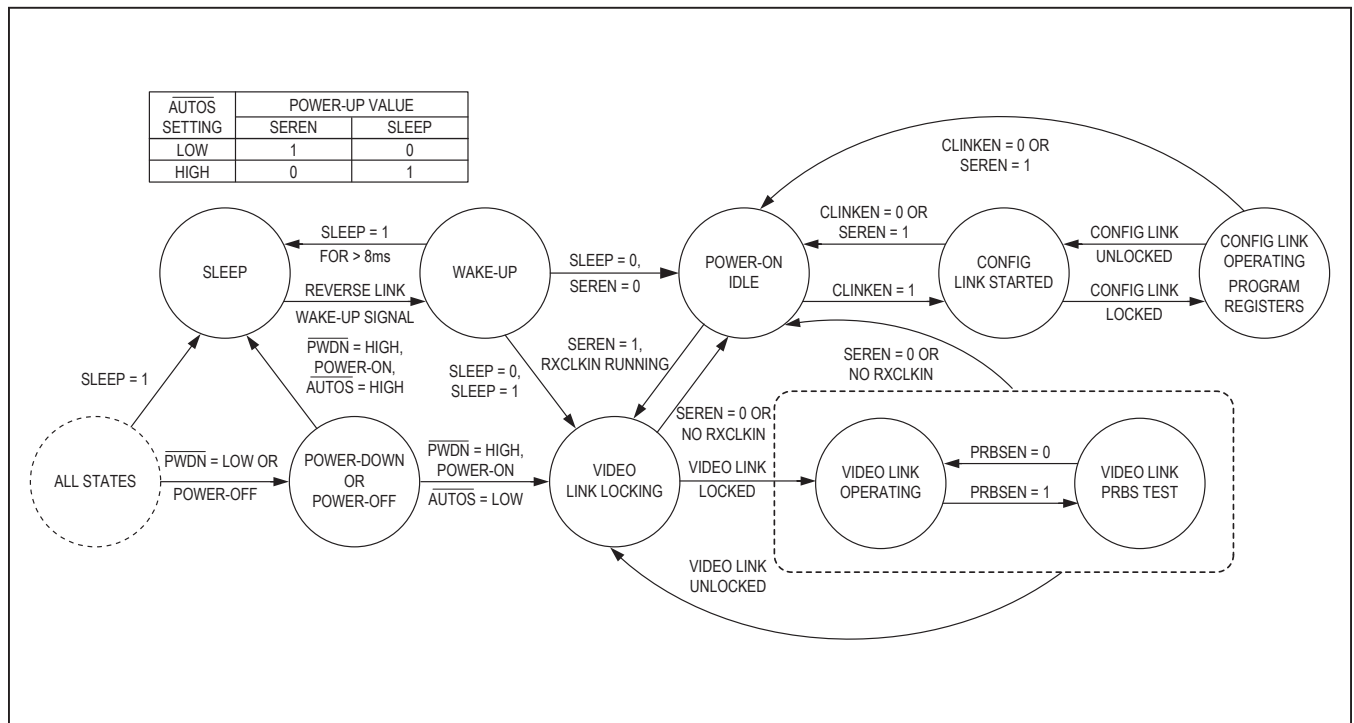 AUTOS
SETTING
POWER-UP VALUE
SEREN
SLEEP
LOW
1
0
HIGH
0
1
CLINKEN = 0 OR
SEREN = 1
SLEEP = 1
FOR > 8ms
SLEEP
REVERSE LINK
WAKE-UP SIGNAL
WAKE-UP
SLEEP = 0,
SEREN = 0
POWER-ON
IDLE
CLINKEN = 0 OR
SEREN = 1
CLINKEN = 1
CONFIG
LINK STARTED
CONFIG LINK
UNLOCKED
CONFIG LINK
LOCKED
CONFIG LINK
OPERATING
PROGRAM
REGISTERS
SLEEP = 1
PWDN = HIGH,
POWER-ON,
AUTOS = HIGH
SLEEP = 0,
SLEEP = 1
SEREN = 1,
RXCLKIN RUNNING
SEREN = 0 OR
NO RXCLKIN
SEREN = 0 OR
NO RXCLKIN
ALL STATES
PWDN = LOW OR
POWER-OFF
POWER-DOWN
OR
POWER-OFF
PWDN = HIGH,
POWER-ON
AUTOS = LOW
VIDEO
LINK LOCKING
VIDEO LINK
LOCKED
VIDEO LINK
OPERATING
PRBSEN = 0
PRBSEN = 1
VIDEO LINK
PRBS TEST
VIDEO LINK
UNLOCKED